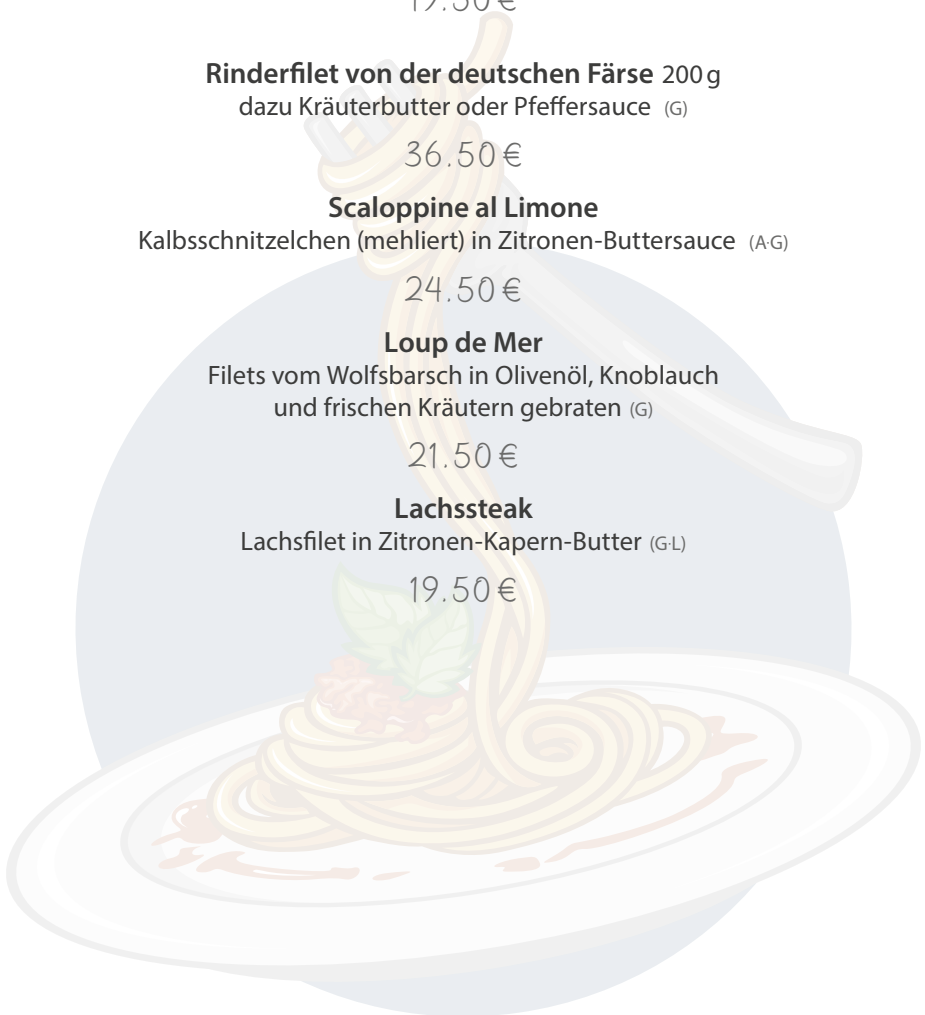 19.50 €
Rinderfilet von der deutschen Färse 200 g
dazu Kräuterbutter oder Pfeffersauce (G)
36.50 €
Scaloppine al Limone
Kalbsschnitzelchen (mehliert) in Zitronen-Buttersauce (A·G)
24.50 €
Loup de Mer
Filets vom Wolfsbarsch in Olivenöl, Knoblauch
und frischen Kräutern gebraten (G)
21.50 €
Lachssteak
Lachsfilet in Zitronen-Kapern-Butter (G·L)
19.50 €